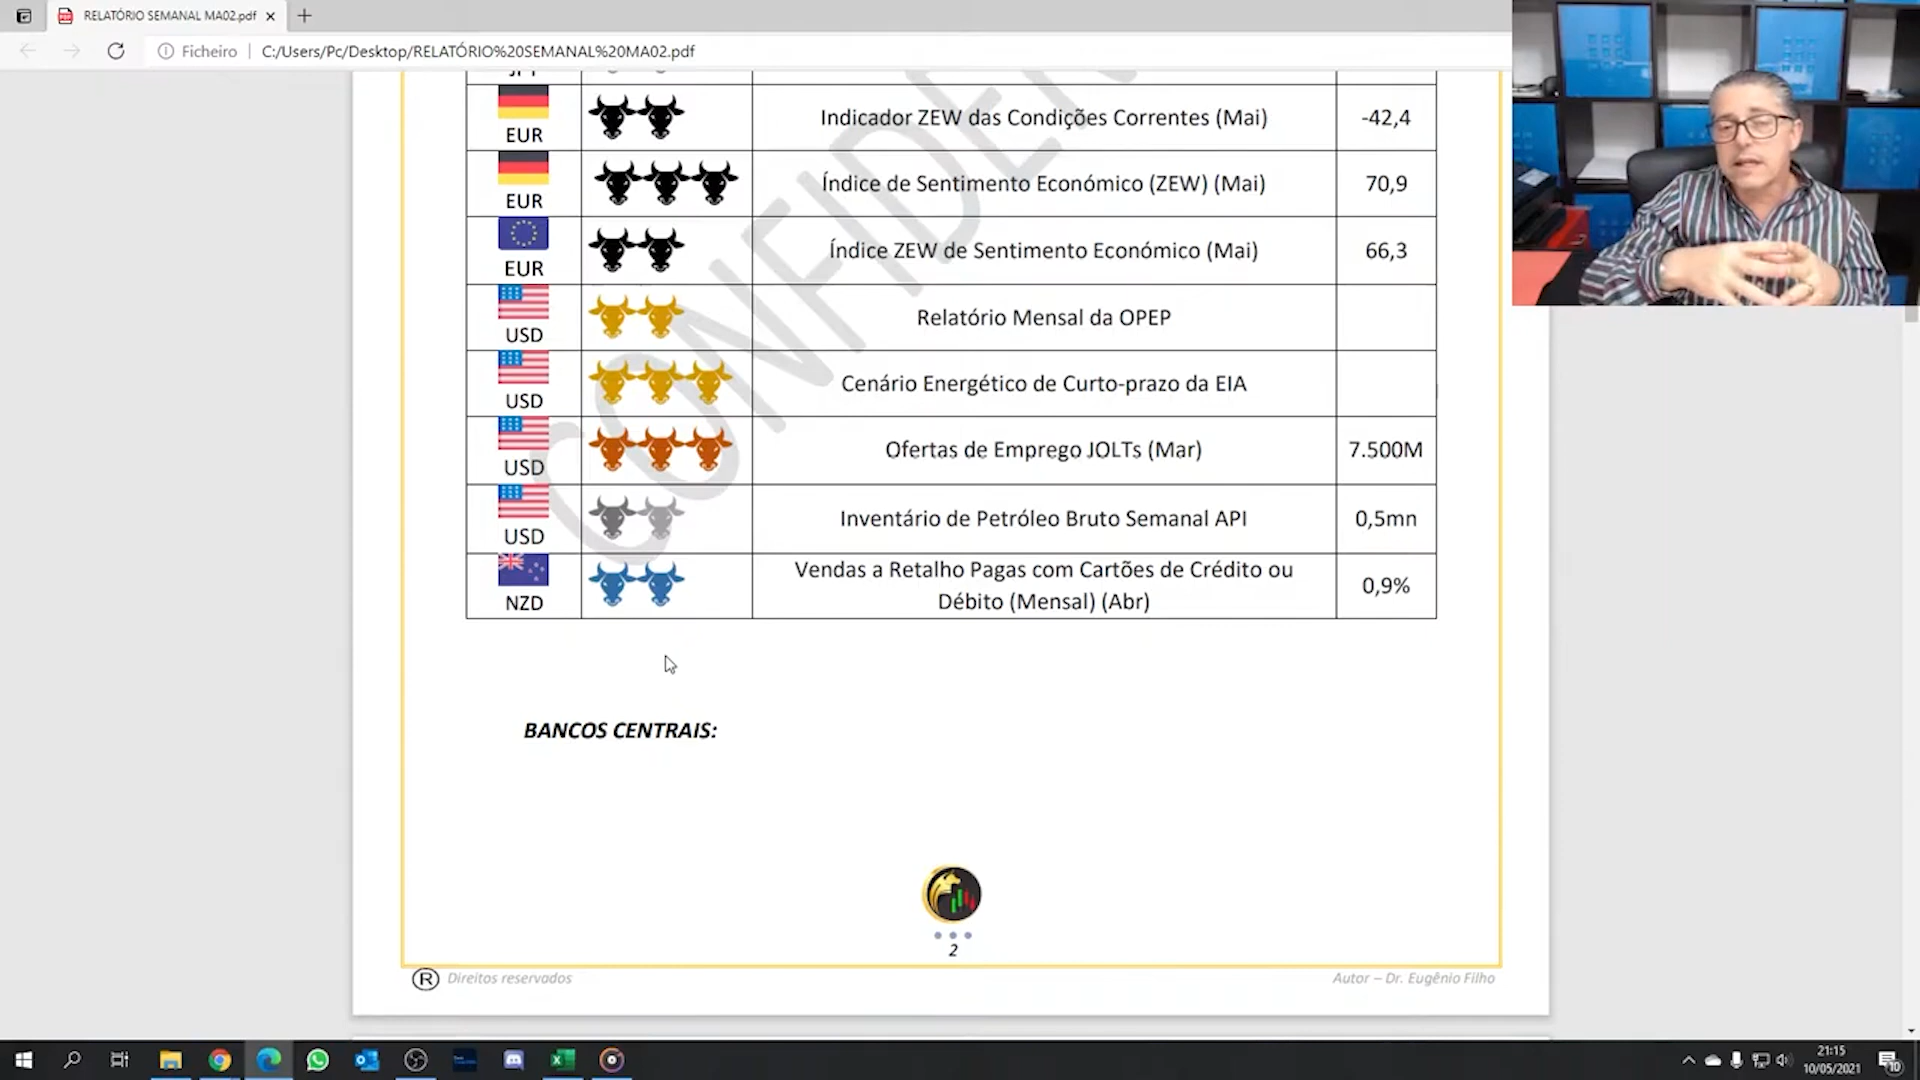 RELATÓRIO SEMANAL MA02.pdf
Ficheiro
C:/Users/Pc/Desktop/RELATÓRIO%20SEMANAL%20MA02.pdf
EUR
Indicador ZEW das Condições Correntes (Mai)
-42,4
EUR
Índice de Sentimento Económico (ZEW) (Mai)
70,9
EUR
Índice ZEW de Sentimento Económico (Mai)
66,3
USD
Relatório Mensal da OPEP
USD
Cenário Energético de Curto-prazo da EIA
USD
Ofertas de Emprego JOLTs (Mar)
7.500M
USD
Inventário de Petróleo Bruto Semanal API
0,5mn
NZD
Vendas a Retalho Pagas com Cartões de Crédito ou
Débito (Mensal) (Abr)
0,9%
CONFIDEN
BANCOS CENTRAIS:
2
® Direitos reservados
Autor – Dr. Eugênio Filho
21:15
10/05/2021
10